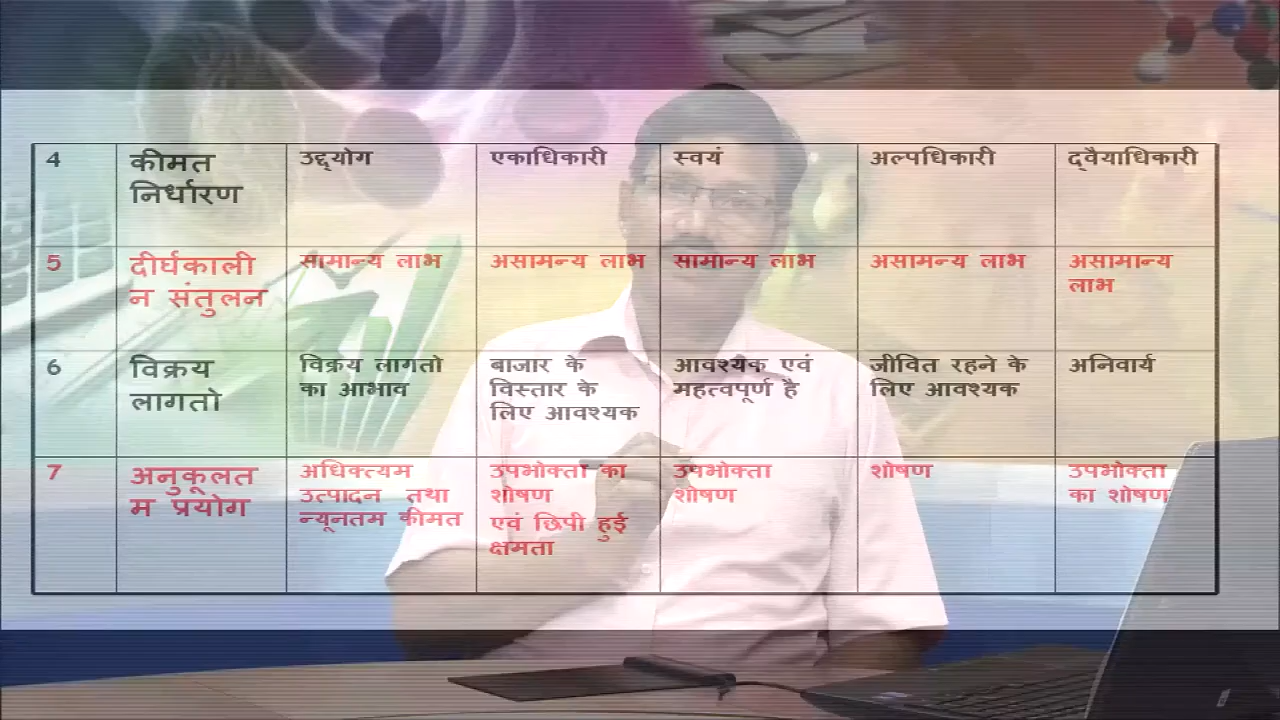 4 कीमत उद्योग एकाधिकारी स्वयं अल्पधिकारी द्वैयाधिकारी
निर्धारण
5 दीर्घकाली सामान्य लाभ असामन्य लाभ सामान्य लाभ असामन्य लाभ असामान्य
न संतुलन लाभ
6 विक्रय विक्रय लागतो बाजार के आवश्यक एवं जीवित रहने के अनिवार्य
लागतो का आभाव विस्तार के महत्वपूर्ण है लिए आवश्यक
लिए आवश्यक
7 अनुकूलत अधिक्त्यम उपभोक्ता का उपभोक्ता शोषण उपभोक्ता
म प्रयोग उत्पादन तथा शोषण शोषण का शोषण
न्यूनतम कीमत एवं छिपी हुई
क्षमता